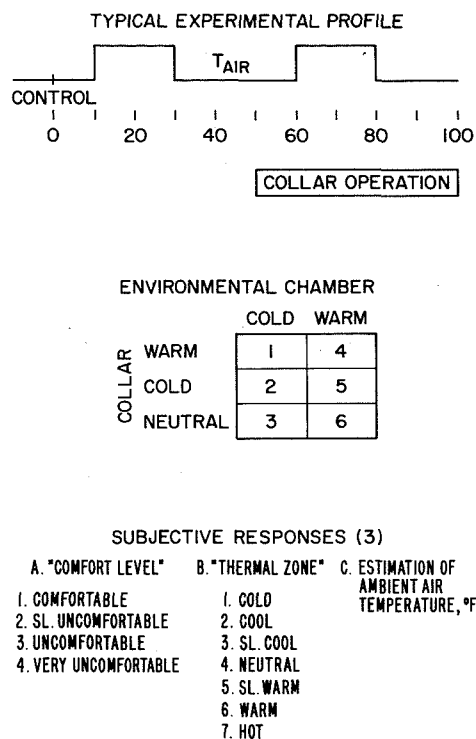 TYPICAL EXPERIMENTAL PROFILE
TAIR
CONTROL
0 20 40 60 80 100
COLLAR OPERATION
ENVIRONMENTAL CHAMBER
COLD WARM
COLLAR
WARM 1 4
COLD 2 5
NEUTRAL 3 6
SUBJECTIVE RESPONSES (3)
A. "COMFORT LEVEL"
1. COMFORTABLE
2. SL. UNCOMFORTABLE
3. UNCOMFORTABLE
4. VERY UNCOMFORTABLE
B. "THERMAL ZONE"
1. COLD
2. COOL
3. SL. COOL
4. NEUTRAL
5. SL. WARM
6. WARM
7. HOT
C. ESTIMATION OF
AMBIENT AIR
TEMPERATURE, °F